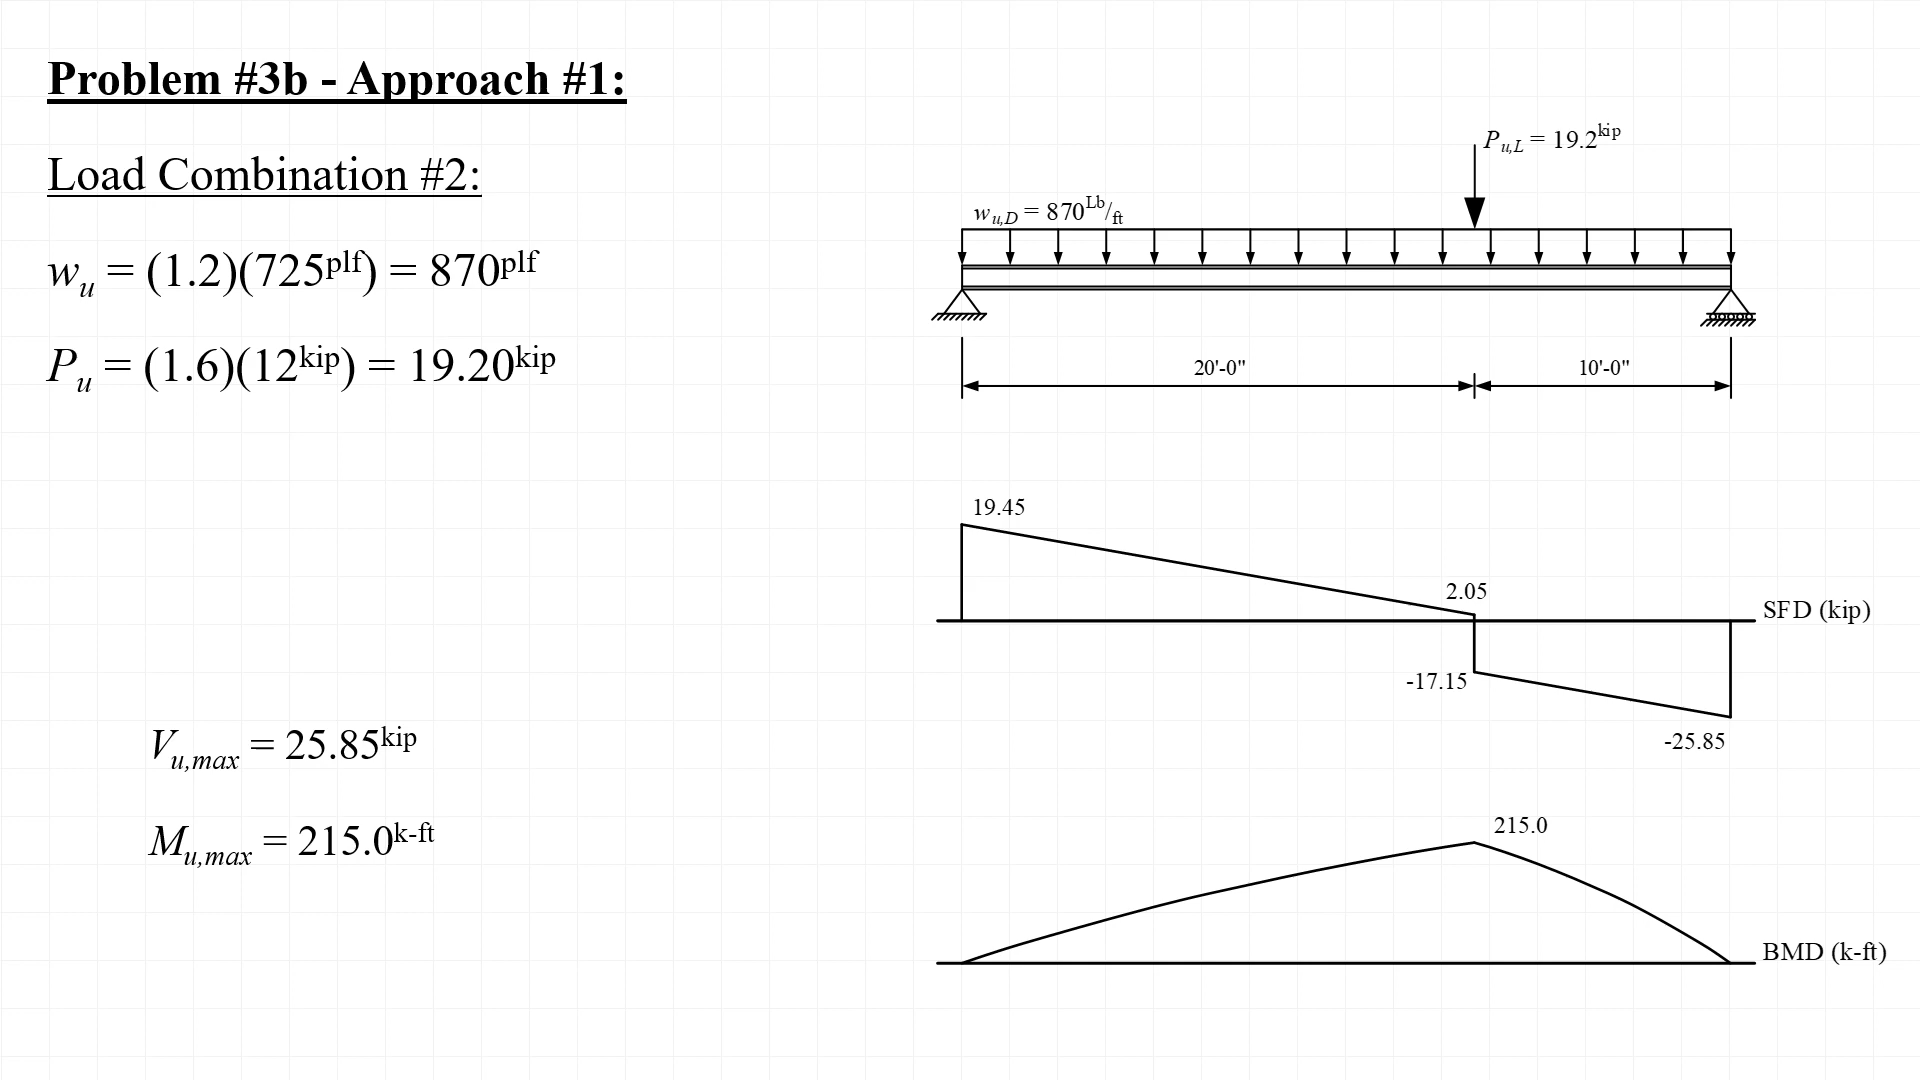 Problem #3b - Approach #1:
Load Combination #2:
w_u = (1.2)(725^plf) = 870^plf
P_u = (1.6)(12^kip) = 19.20^kip
V_u,max = 25.85^kip
M_u,max = 215.0^k-ft
P_u,L = 19.2^kip
w_u,D = 870^Lb/ft
20'-0"
10'-0"
19.45
2.05
SFD (kip)
-17.15
-25.85
215.0
BMD (k-ft)